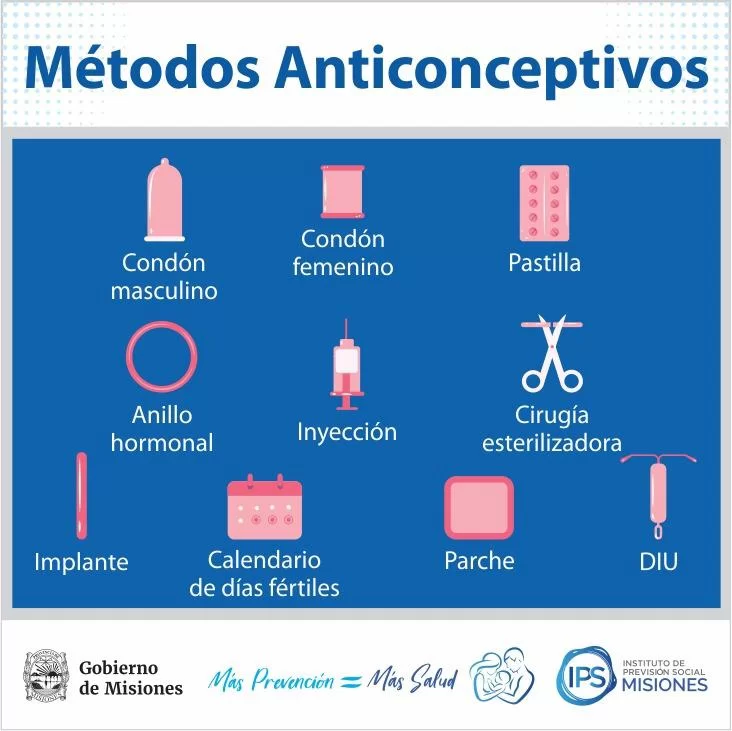 Métodos Anticonceptivos
Condón
masculino
Condón
femenino
Pastilla
Anillo
hormonal
Inyección
Cirugía
esterilizadora
Implante
Calendario
de días fértiles
Parche
DIU
Gobierno
de Misiones
Más Prevención = Más Salud
IPS
INSTITUTO DE
PREVISIÓN SOCIAL
MISIONES